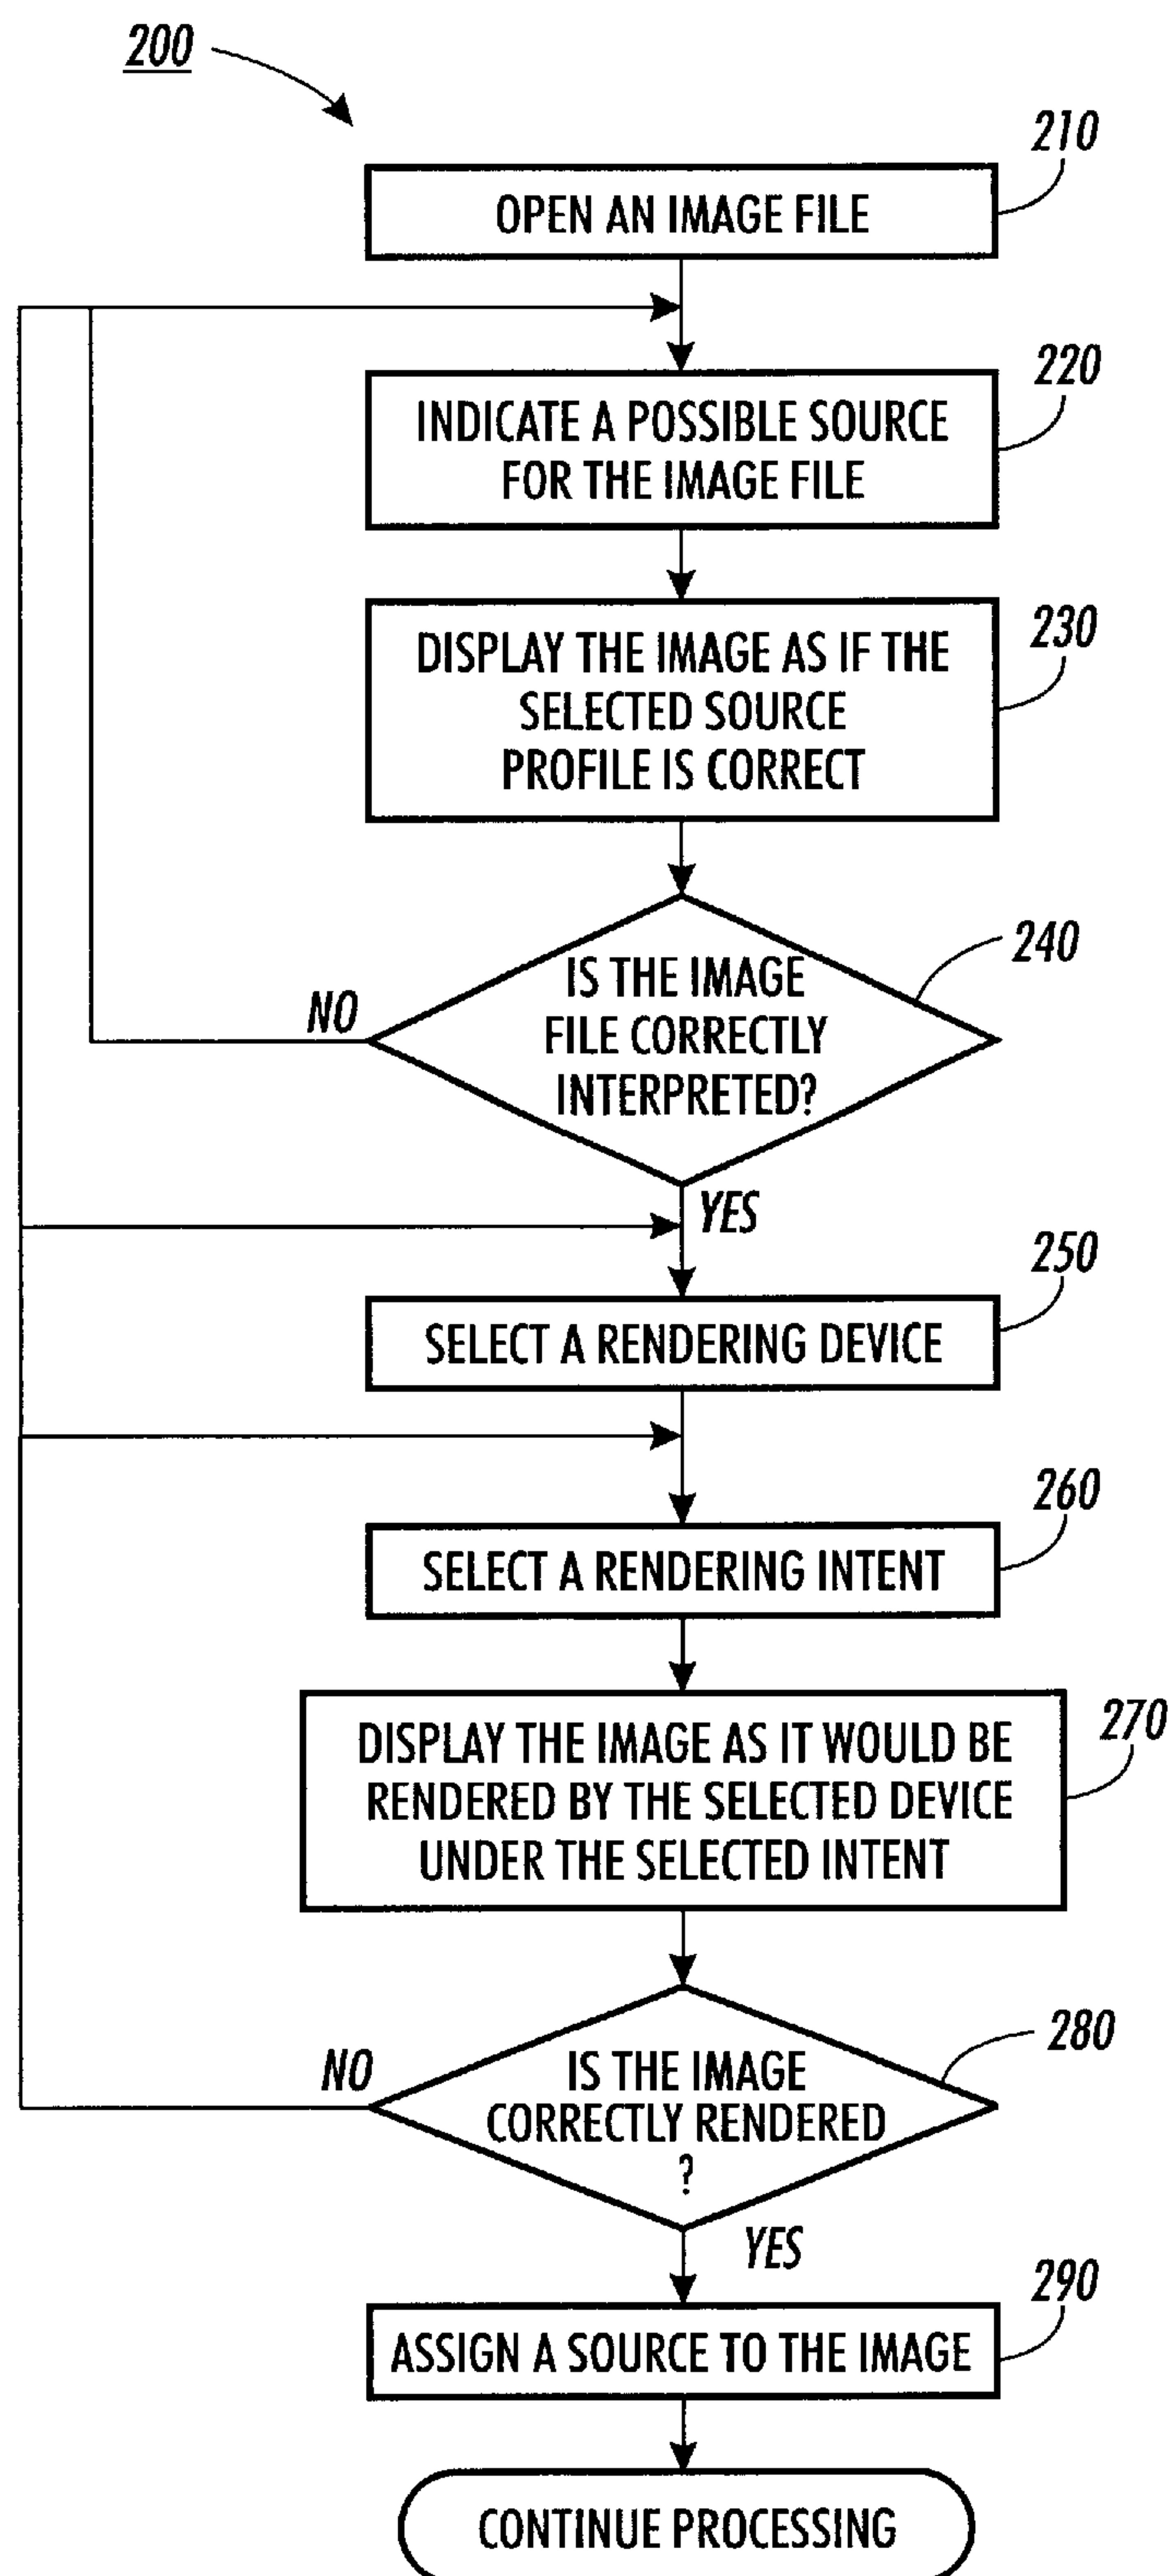 200
210
OPEN AN IMAGE FILE
220
INDICATE A POSSIBLE SOURCE
FOR THE IMAGE FILE
230
DISPLAY THE IMAGE AS IF THE
SELECTED SOURCE
PROFILE IS CORRECT
240
IS THE IMAGE
FILE CORRECTLY
INTERPRETED?
NO
YES
250
SELECT A RENDERING DEVICE
260
SELECT A RENDERING INTENT
270
DISPLAY THE IMAGE AS IT WOULD BE
RENDERED BY THE SELECTED DEVICE
UNDER THE SELECTED INTENT
280
NO
IS THE IMAGE
CORRECTLY RENDERED
?
YES
290
ASSIGN A SOURCE TO THE IMAGE
CONTINUE PROCESSING